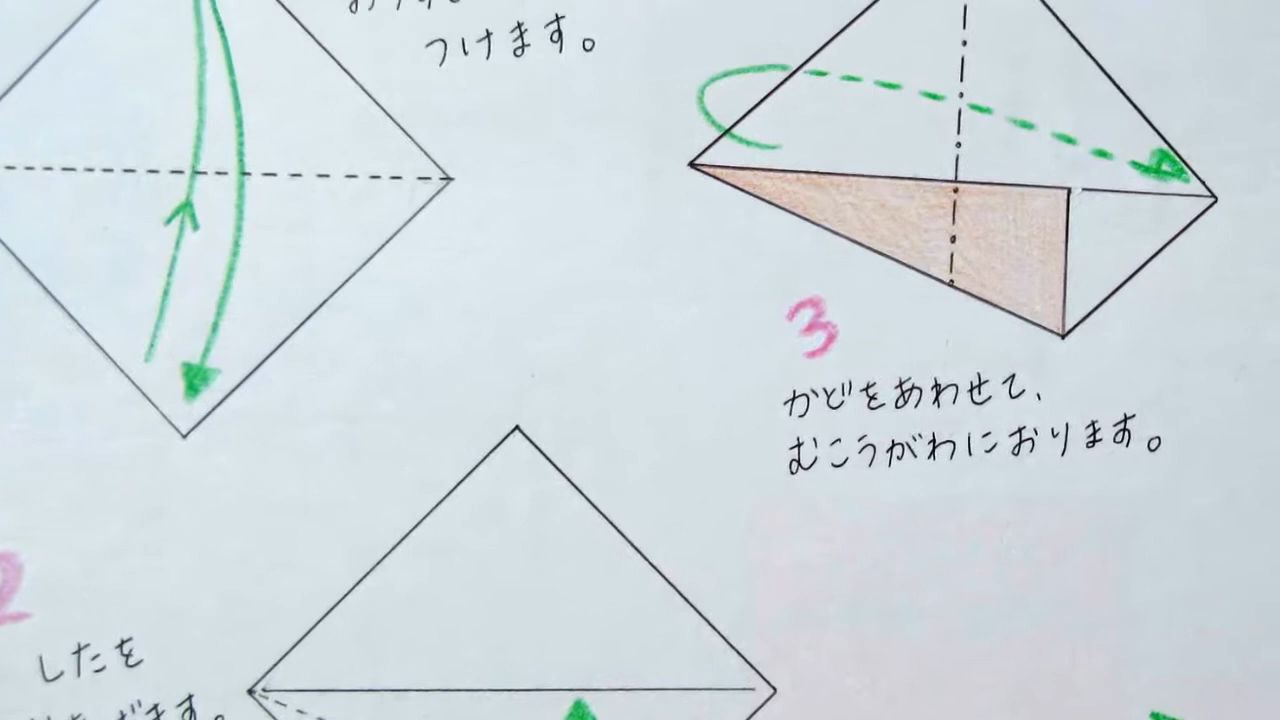 つけます。
3
かどをあわせて、
むこうがわにおります。
2
したを